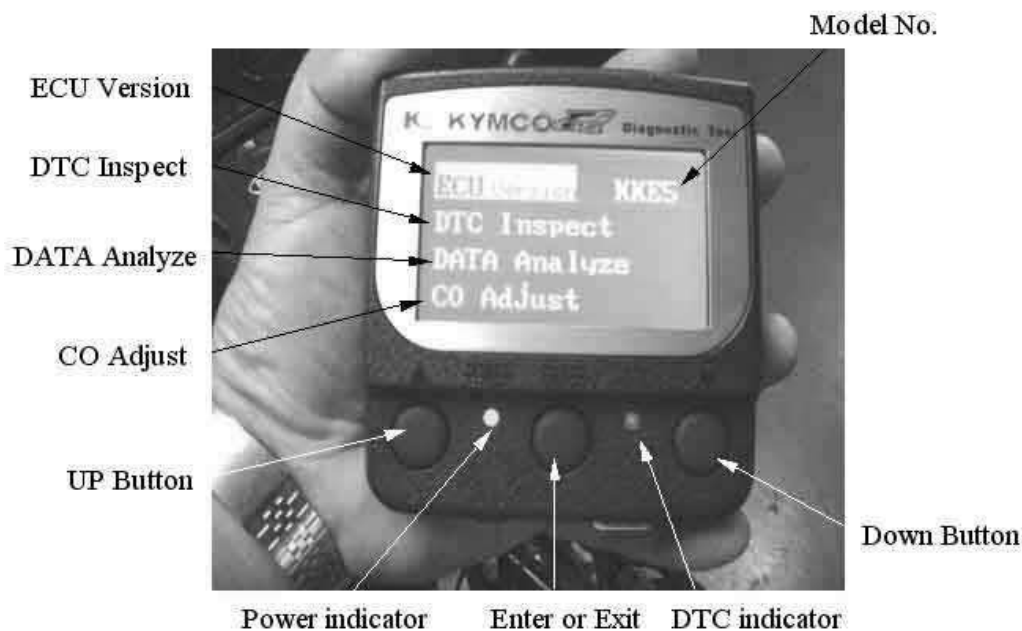 Model No.
ECU Version
DTC Inspect
DATA Analyze
CO Adjust
UP Button
Power indicator
Enter or Exit
DTC indicator
Down Button
KYMCO Diagnostic Tool
ECU Version KKE5
DTC Inspect
DATA Analyze
CO Adjust